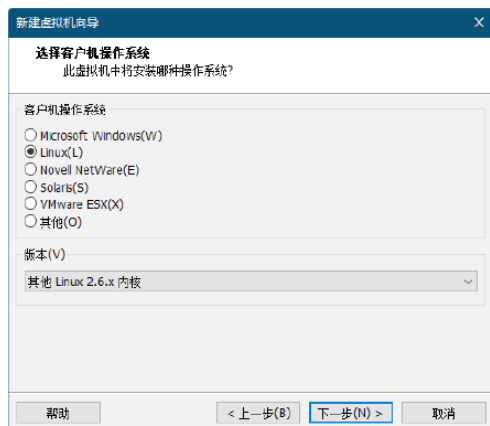 新建虚拟机向导
选择客户机操作系统
此虚拟机中将安装哪种操作系统?
客户机操作系统
Microsoft Windows(W)
Linux(L)
Novell NetWare(E)
Solaris(S)
VMware ESX(X)
其他(O)
版本(V)
其他 Linux 2.6.x 内核
帮助 < 上一步(B) 下一步(N) > 取消